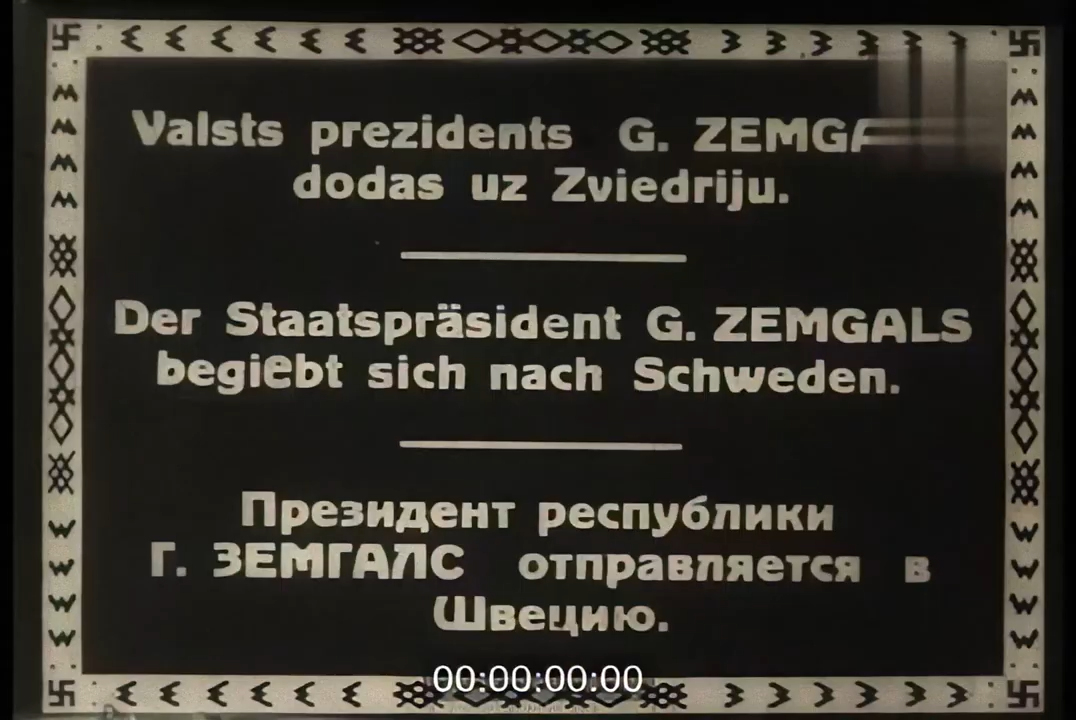 Valsts prezidents G.
dodas uz Zviedriju.
Der Staatspräsident G. ZEMGALS
begiebt sich nach Schweden.
Президент республики
Г. ЗЕМГАЛС отправляется в
Швецию.
00:00:00:00